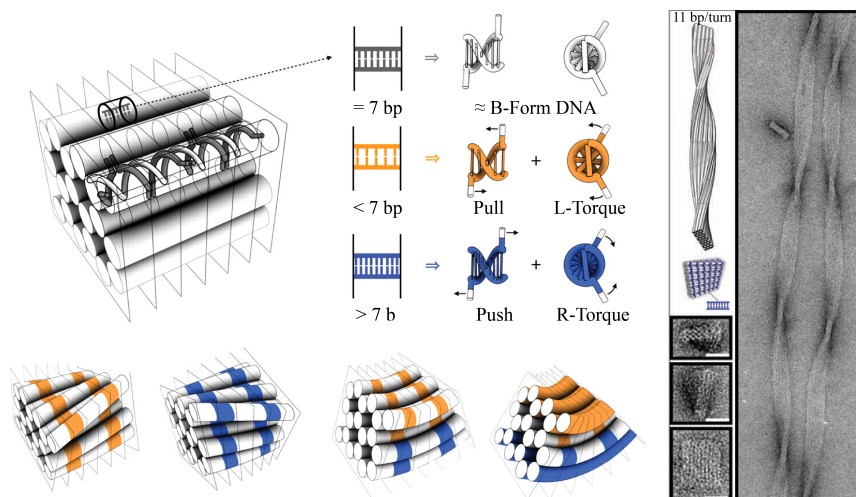 = 7 bp
≈ B-Form DNA
< 7 bp
Pull
+
L-Torque
> 7 b
Push
+
R-Torque
11 bp/turn